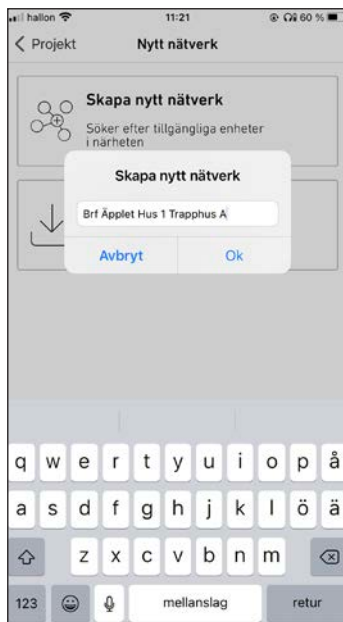 hallon 11:21 60 %
Projekt Nytt nätverk
Skapa nytt nätverk
Söker efter tillgängliga enheter
i närheten
Skapa nytt nätverk
Brf Äpplet Hus 1 Trapphus A
Avbryt Ok
q w e r t y u i o p å
a s d f g h j k l ö ä
z x c v b n m
123 mellanslag retur